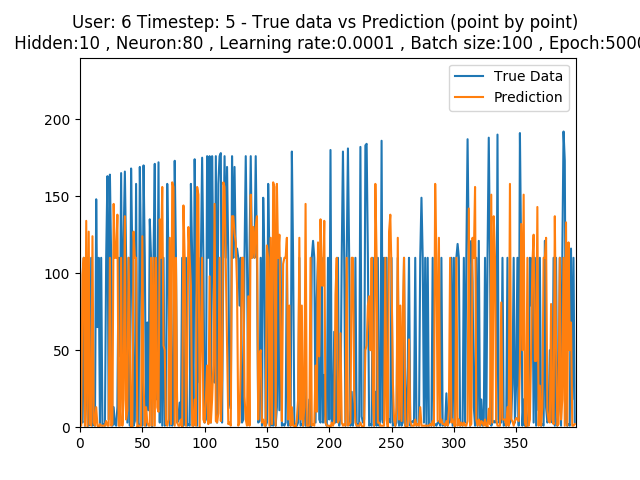 User: 6 Timestep: 5 - True data vs Prediction (point by point)
Hidden:10 , Neuron:80 , Learning rate:0.0001 , Batch size:100 , Epoch:5000
True Data
Prediction
200
150
100
50
0
0 50 100 150 200 250 300 350